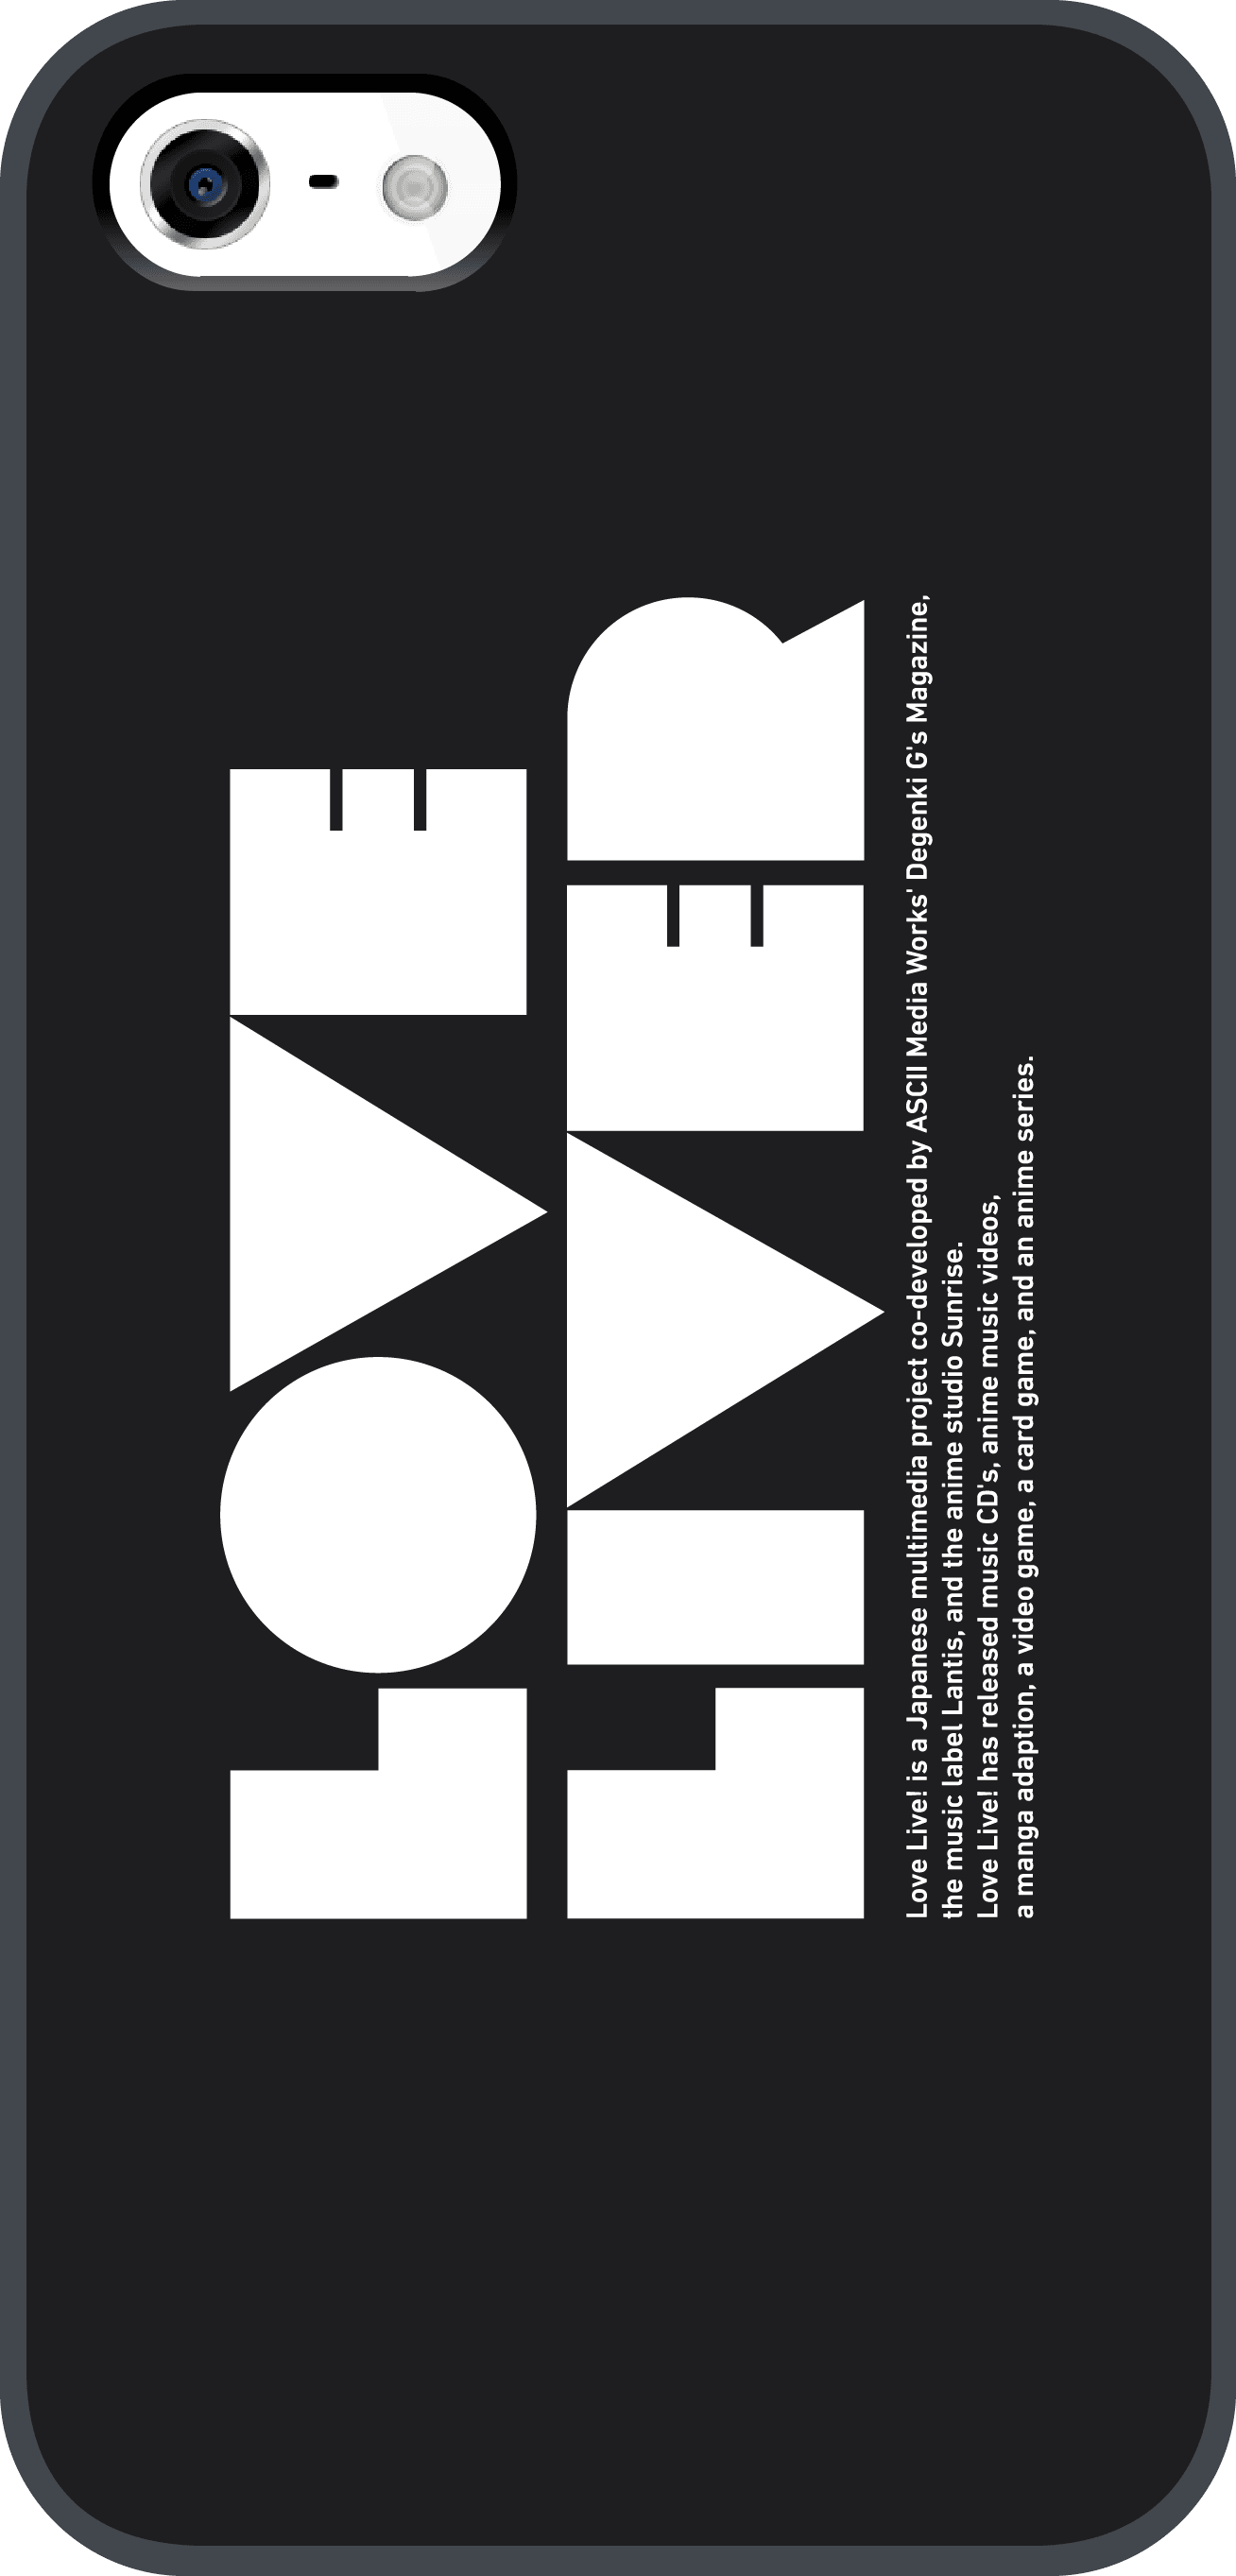 LOVE
LIVER
Love Live! is a Japanese multimedia project co-developed by ASCII Media Works' Degenki G's Magazine,
the music label Lantis, and the anime studio Sunrise.
Love Live! has released music CD's, anime music videos,
a manga adaption, a video game, a card game, and an anime series.